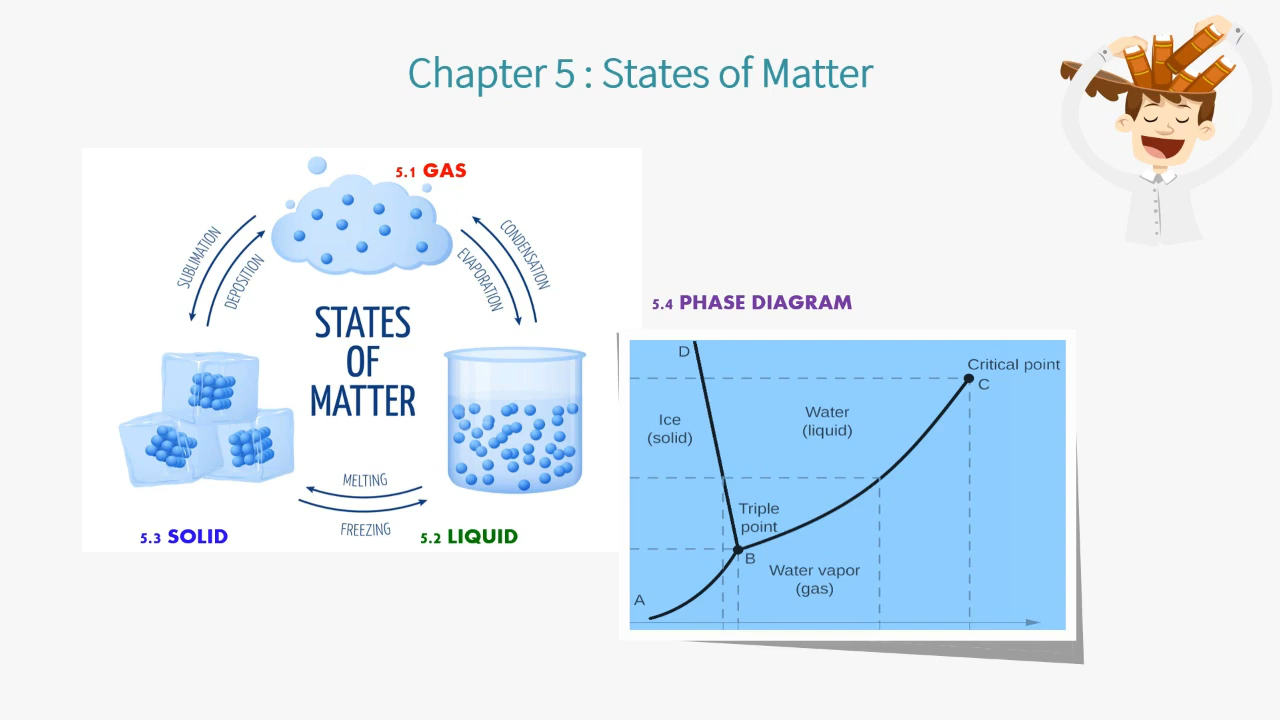 Chapter 5 : States of Matter
5.1 GAS
SUBLIMATION
DEPOSITION
CONDENSATION
EVAPORATION
STATES
OF
MATTER
MELTING
FREEZING
5.3 SOLID
5.2 LIQUID
5.4 PHASE DIAGRAM
D
Critical point
C
Ice
(solid)
Water
(liquid)
Triple
point
B
Water vapor
(gas)
A